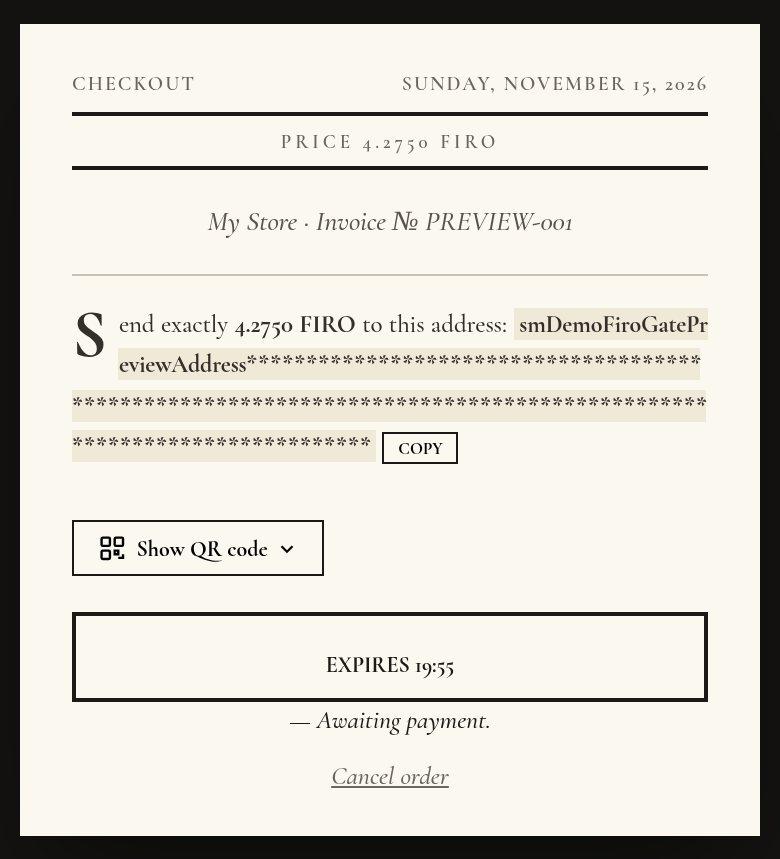 CHECKOUT SUNDAY, NOVEMBER 15, 2026
PRICE 4.2750 FIRO
My Store · Invoice № PREVIEW-001
Send exactly 4.2750 FIRO to this address: smDemoFiroGatePr
eviewAddress**************************************
*****************************************************
************************* COPY
Show QR code
EXPIRES 19:55
— Awaiting payment.
Cancel order